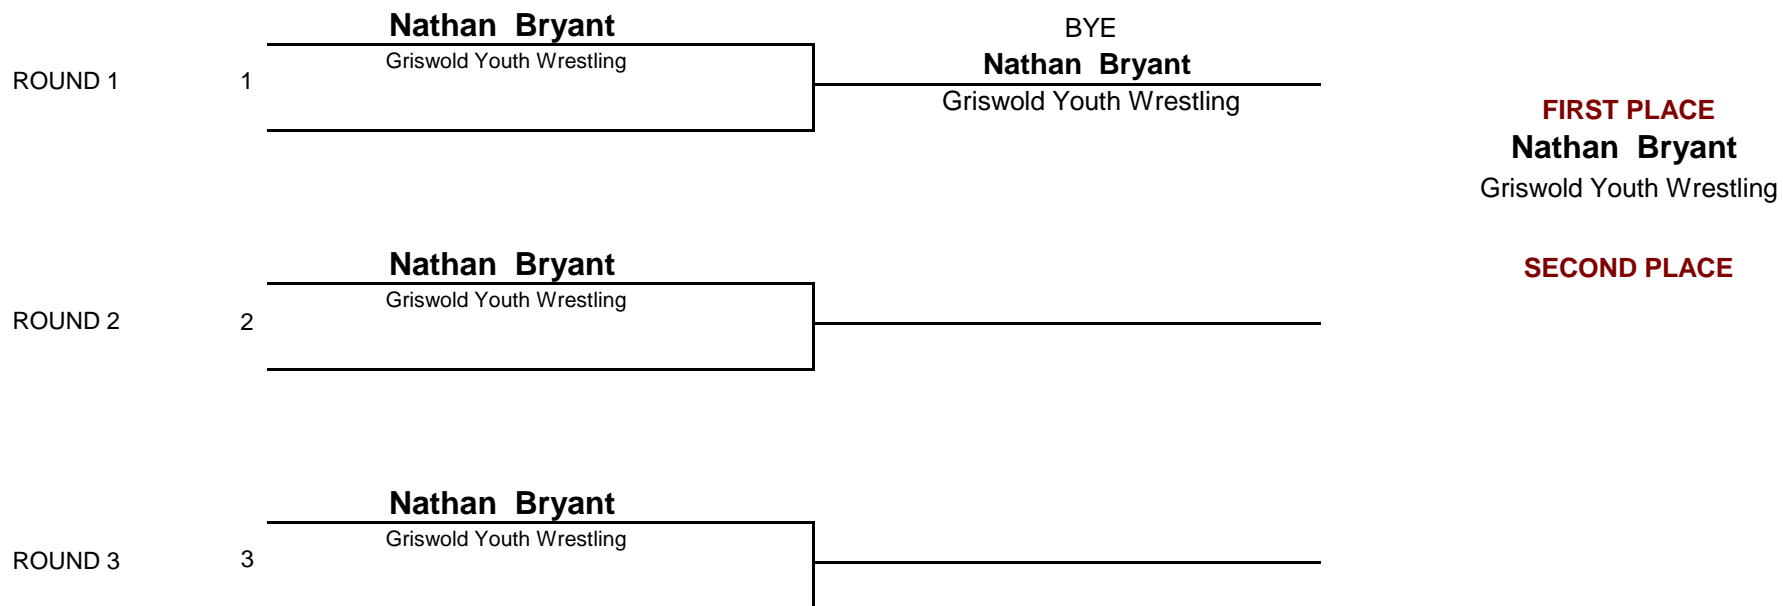 Nathan Bryant
Griswold Youth Wrestling
ROUND 1
1
BYE
Nathan Bryant
Griswold Youth Wrestling
FIRST PLACE
Nathan Bryant
Griswold Youth Wrestling
Nathan Bryant
Griswold Youth Wrestling
ROUND 2
2
SECOND PLACE
Nathan Bryant
Griswold Youth Wrestling
ROUND 3
3